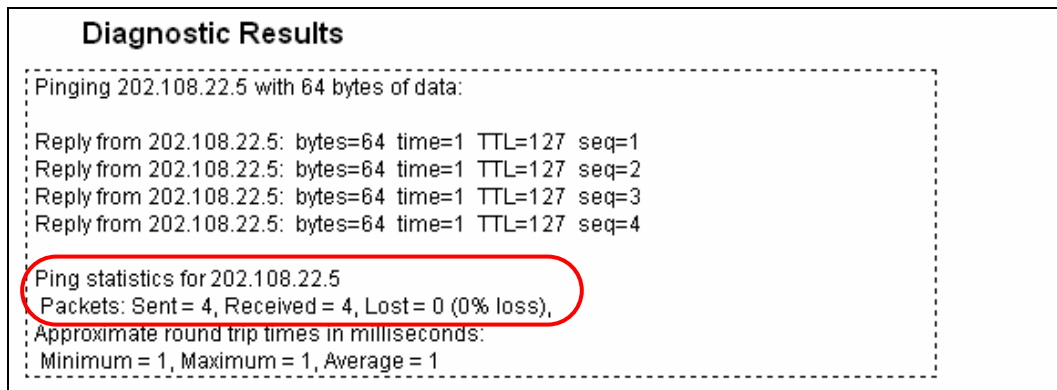 Diagnostic Results
Pinging 202.108.22.5 with 64 bytes of data:
Reply from 202.108.22.5: bytes=64 time=1 TTL=127 seq=1
Reply from 202.108.22.5: bytes=64 time=1 TTL=127 seq=2
Reply from 202.108.22.5: bytes=64 time=1 TTL=127 seq=3
Reply from 202.108.22.5: bytes=64 time=1 TTL=127 seq=4
Ping statistics for 202.108.22.5
Packets: Sent = 4, Received = 4, Lost = 0 (0% loss),
Approximate round trip times in milliseconds:
Minimum = 1, Maximum = 1, Average = 1